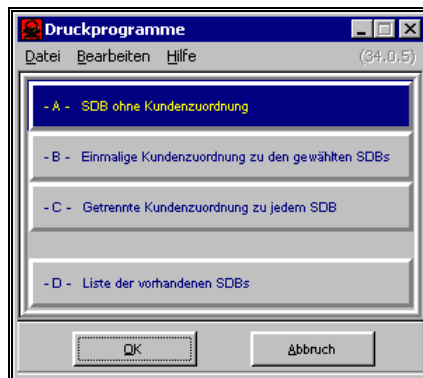 Druckprogramme
Datei Bearbeiten Hilfe (34.0.5)
- A - SDB ohne Kundenzuordnung
- B - Einmalige Kundenzuordnung zu den gewählten SDBs
- C - Getrennte Kundenzuordnung zu jedem SDB
- D - Liste der vorhandenen SDBs
OK Abbruch